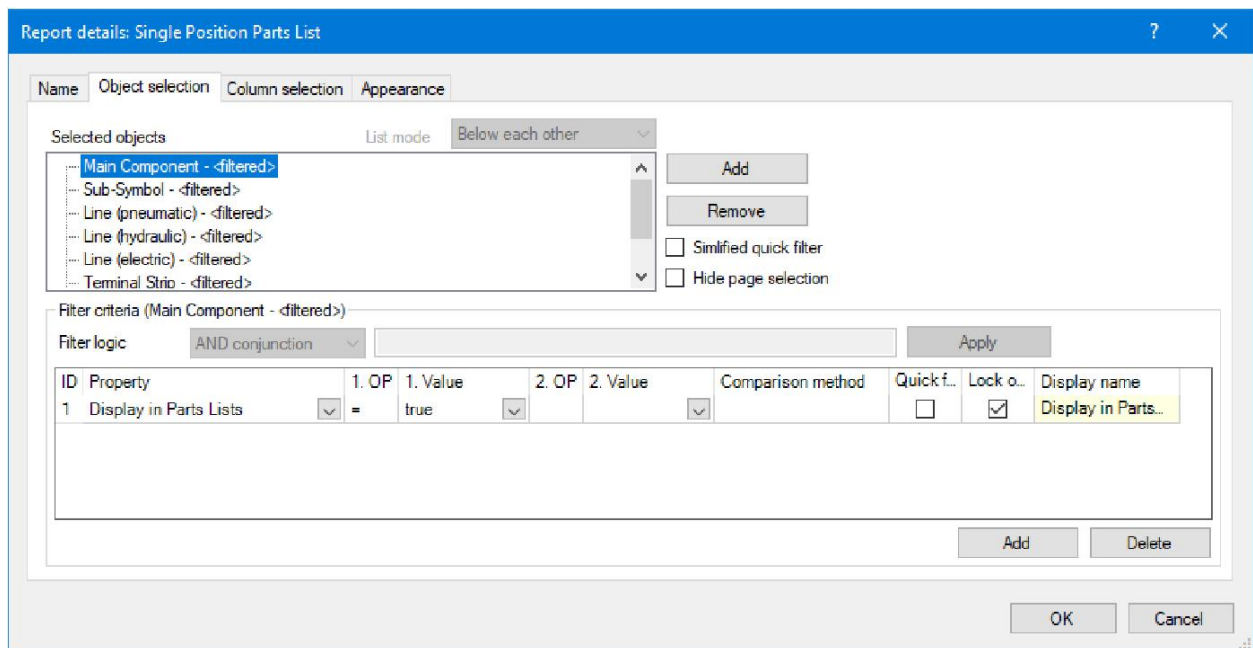 Report details: Single Position Parts List ?
Name Object selection Column selection Appearance
Selected objects List mode Below each other
Main Component - <filtered>
Sub-Symbol - <filtered>
Line (pneumatic) - <filtered>
Line (hydraulic) - <filtered>
Line (electric) - <filtered>
Terminal Strip - <filtered>
Add
Remove
Simlified quick filter
Hide page selection
Filter criteria (Main Component - <filtered>)
Filter logic AND conjunction Apply
ID Property 1. OP 1. Value 2. OP 2. Value Comparison method Quick f... Lock o... Display name
1 Display in Parts Lists = true Display in Parts...
Add Delete
OK Cancel